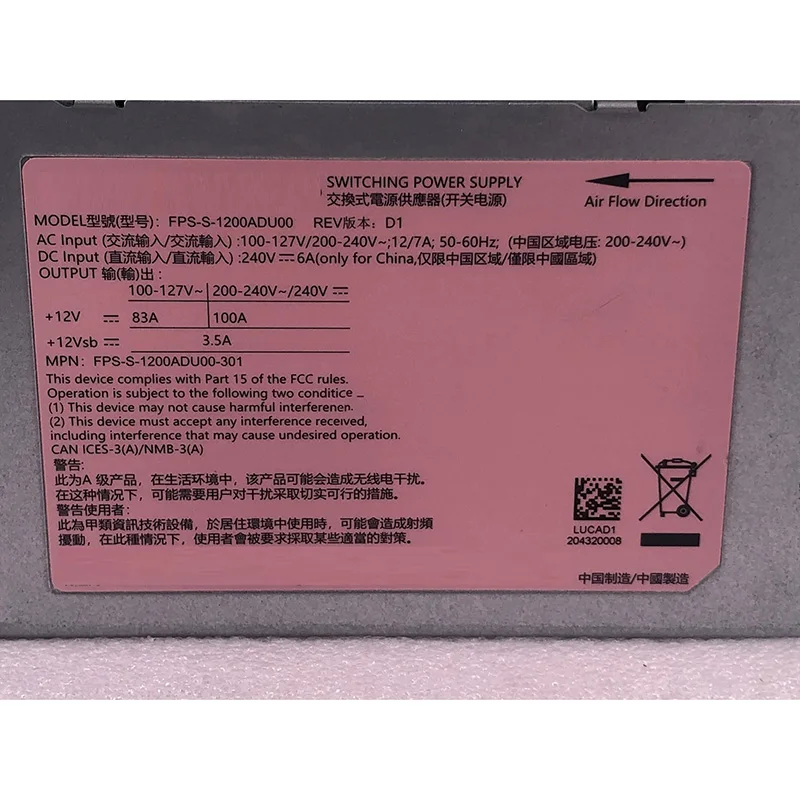 SWITCHING POWER SUPPLY
交換式電源供應器(开关电源)
Air Flow Direction
MODEL型號(型号): FPS-S-1200ADU00 REV版本: D1
AC Input (交流输入/交流輸入) :100-127V/200-240V~;12/7A; 50-60Hz; (中国区域电压: 200-240V~)
DC Input (直流输入/直流輸入) :240V⎓6A(only for China,仅限中国区域/僅限中國區域)
OUTPUT 输(輸)出:
100-127V~ 200-240V~/240V ⎓
+12V ⎓ 83A 100A
+12Vsb ⎓ 3.5A
MPN: FPS-S-1200ADU00-301
This device complies with Part 15 of the FCC rules.
Operation is subject to the following two conditice
(1) This device may not cause harmful interferenen.
(2) This device must accept any interference received,
including interference that may cause undesired operation.
CAN ICES-3(A)/NMB-3(A)
警告:
此为A 级产品，在生活环境中，该产品可能会造成无线电干扰。
在这种情况下，可能需要用户对干扰采取切实可行的措施。
警告使用者:
此為甲類資訊技術設備，於居住環境中使用時，可能會造成射頻
擾動，在此種情況下，使用者會被要求採取某些適當的對策。
LUCAD1
204320008
中国制造/中國製造